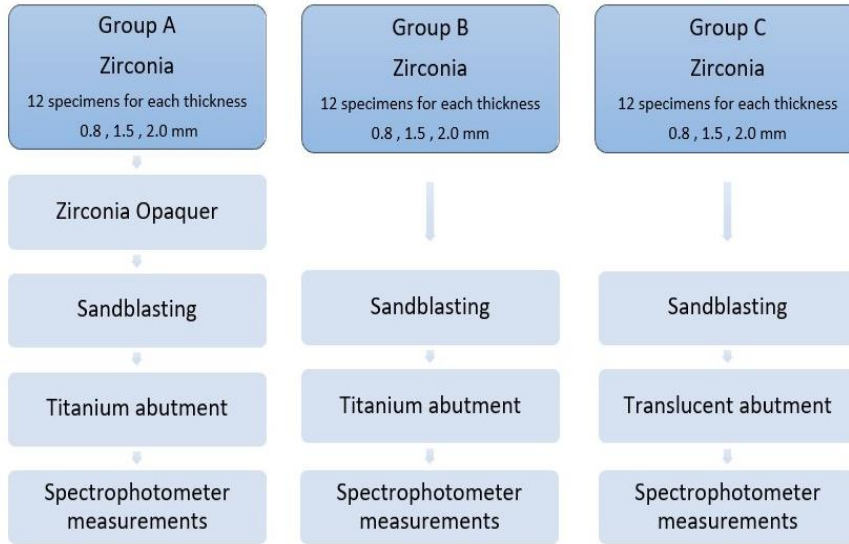 Group A
Zirconia
12 specimens for each thickness
0.8 , 1.5 , 2.0 mm
Zirconia Opaquer
Sandblasting
Titanium abutment
Spectrophotometer
measurements
Group B
Zirconia
12 specimens for each thickness
0.8 , 1.5 , 2.0 mm
Sandblasting
Titanium abutment
Spectrophotometer
measurements
Group C
Zirconia
12 specimens for each thickness
0.8 , 1.5 , 2.0 mm
Sandblasting
Translucent abutment
Spectrophotometer
measurements